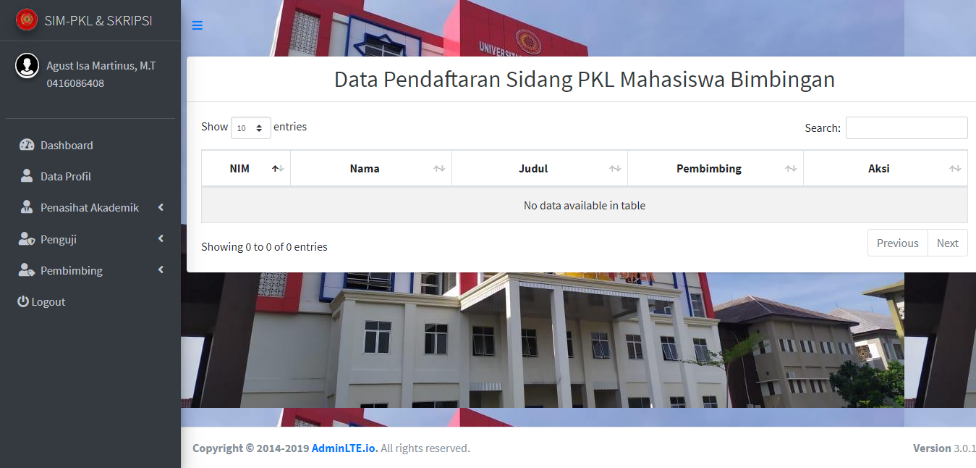 SIM-PKL & SKRIPSI
Agust Isa Martinus, M.T
0416086408
Dashboard
Data Profil
Penasihat Akademik
Penguji
Pembimbing
Logout
Data Pendaftaran Sidang PKL Mahasiswa Bimbingan
Show 10 entries
Search:
NIM Nama Judul Pembimbing Aksi
No data available in table
Showing 0 to 0 of 0 entries
Previous Next
Copyright © 2014-2019 AdminLTE.io. All rights reserved.
Version 3.0.1